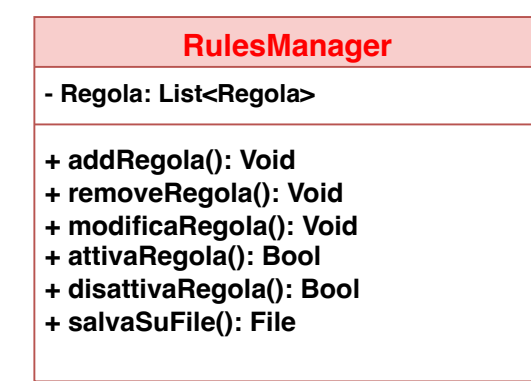 RulesManager
- Regola: List<Regola>
+ addRegola(): Void
+ removeRegola(): Void
+ modificaRegola(): Void
+ attivaRegola(): Bool
+ disattivaRegola(): Bool
+ salvaSuFile(): File